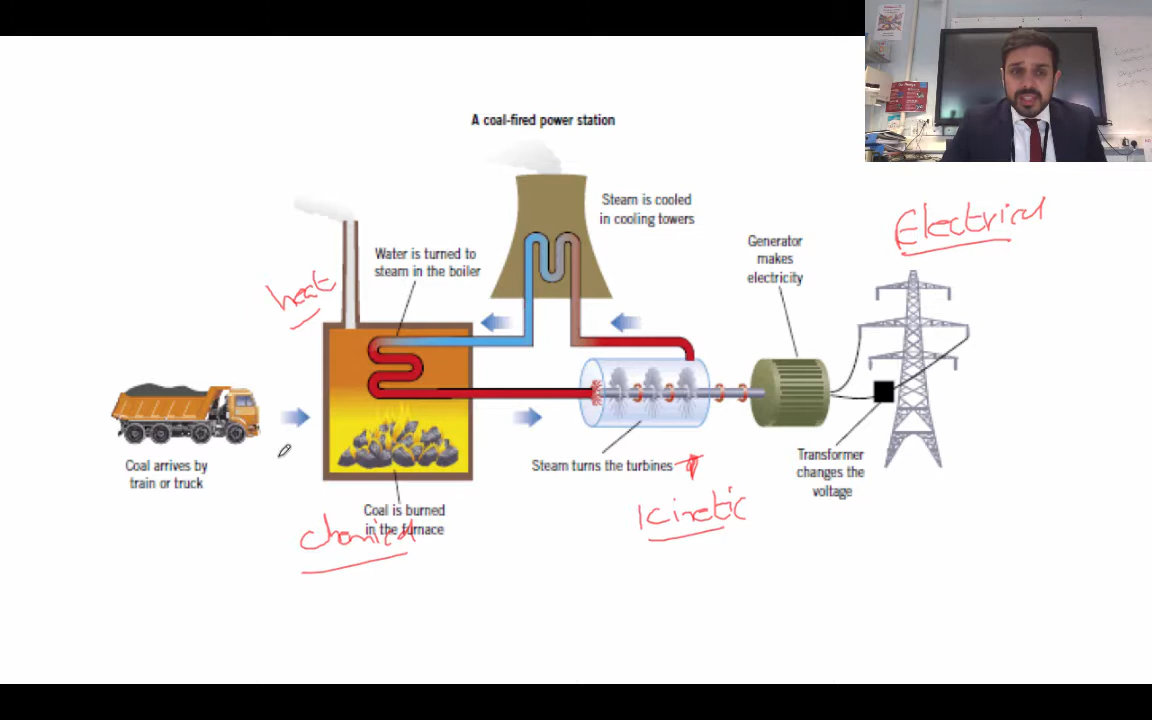 A coal-fired power station
Steam is cooled
in cooling towers
Electrical
Generator
makes
electricity
Water is turned to
steam in the boiler
heat
Coal arrives by
train or truck
Steam turns the turbines
Transformer
changes the
voltage
Kinetic
Coal is burned
in the furnace
chemical